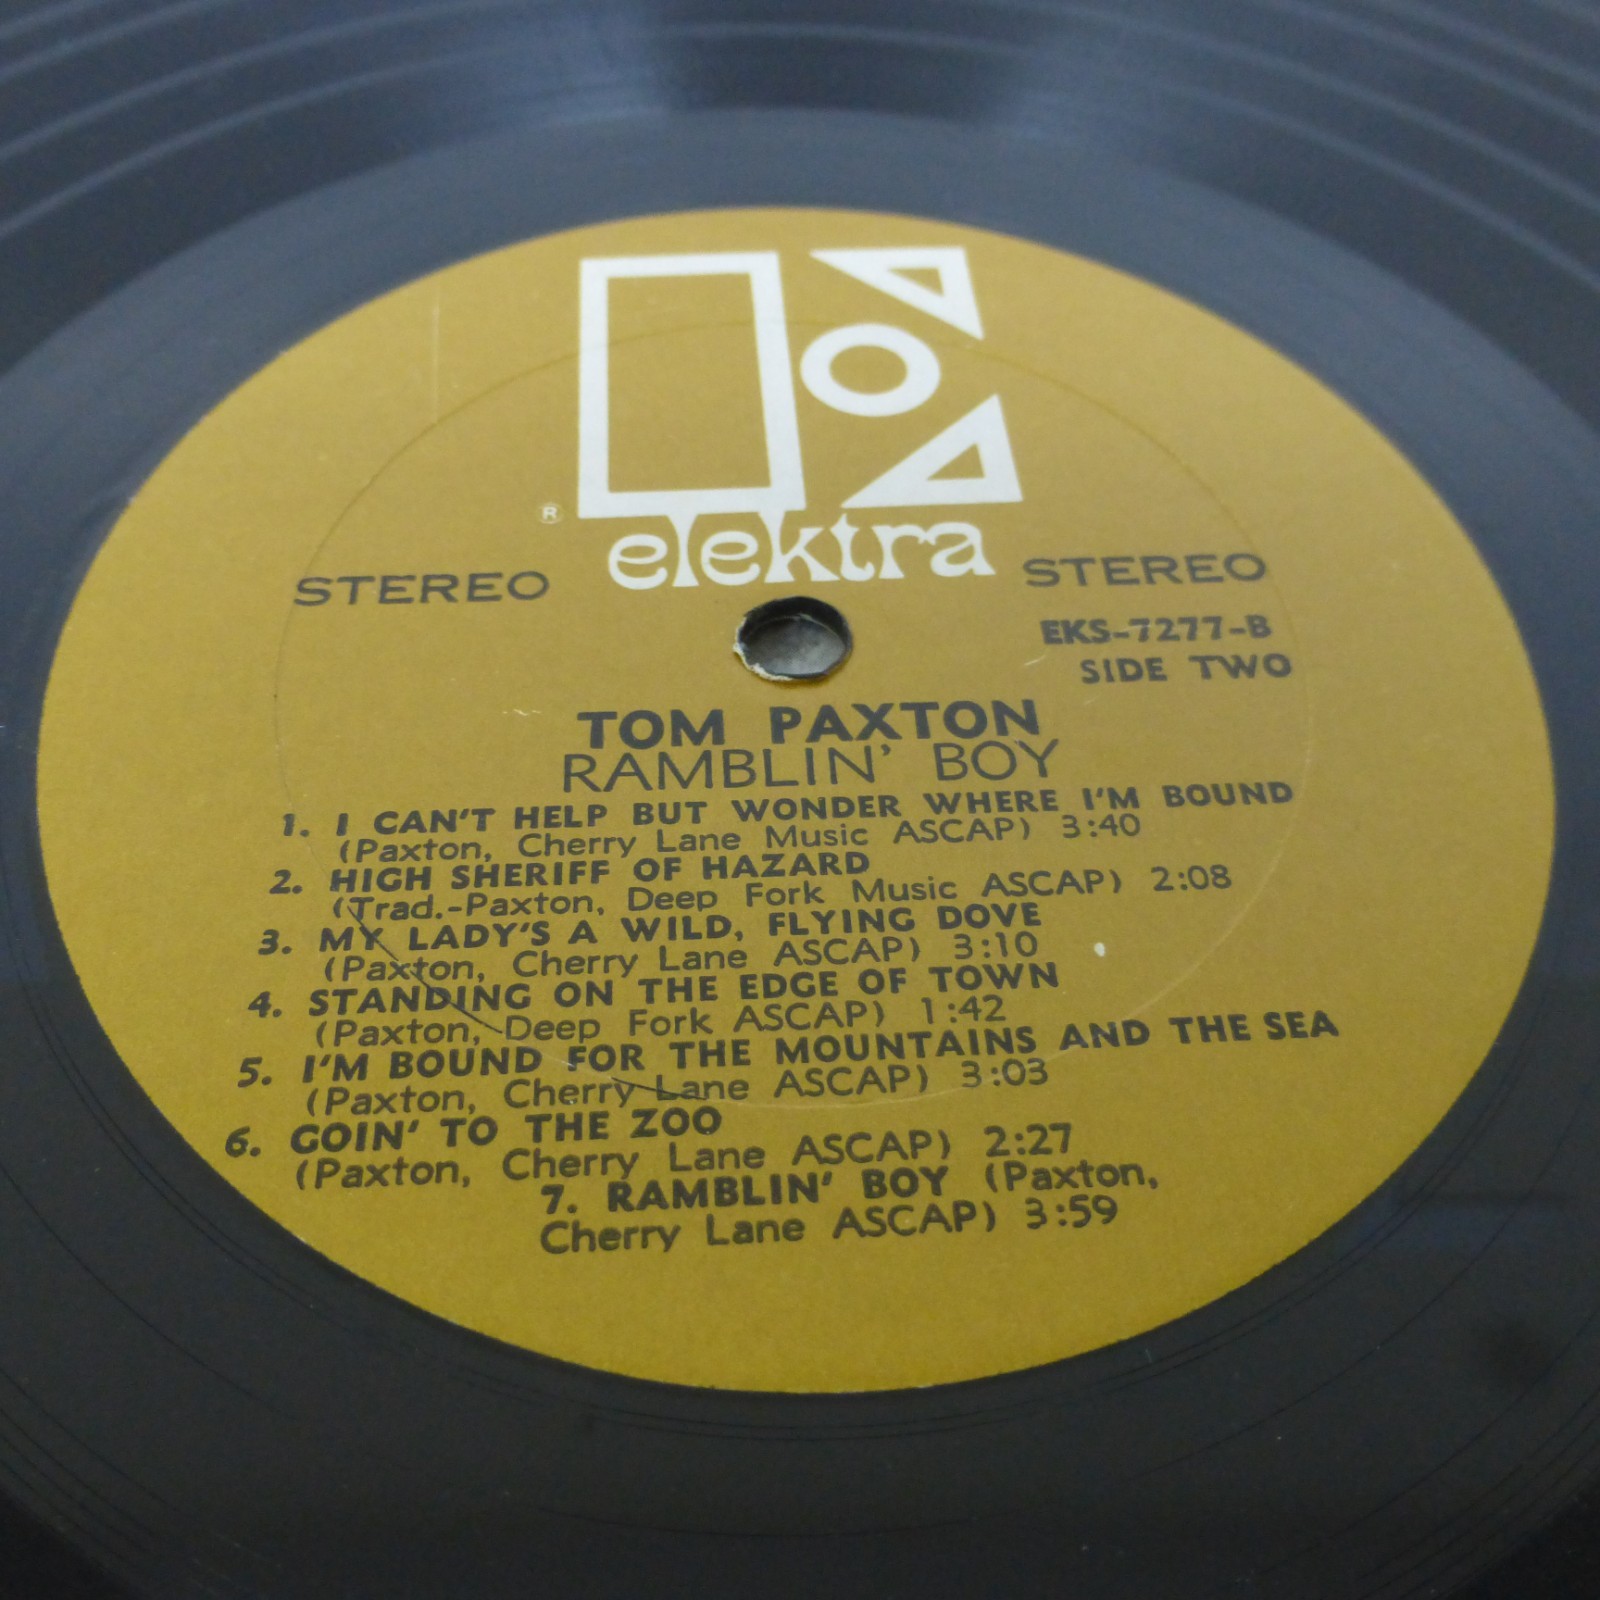 ® elektra
STEREO STEREO
EKS-7277-B
SIDE TWO
TOM PAXTON
RAMBLIN' BOY
1. I CAN'T HELP BUT WONDER WHERE I'M BOUND
(Paxton, Cherry Lane Music ASCAP) 3:40
2. HIGH SHERIFF OF HAZARD
(Trad.-Paxton, Deep Fork Music ASCAP) 2:08
3. MY LADY'S A WILD, FLYING DOVE
(Paxton, Cherry Lane ASCAP) 3:10
4. STANDING ON THE EDGE OF TOWN
(Paxton, Deep Fork ASCAP) 1:42
5. I'M BOUND FOR THE MOUNTAINS AND THE SEA
(Paxton, Cherry Lane ASCAP) 3:03
6. GOIN' TO THE ZOO
(Paxton, Cherry Lane ASCAP) 2:27
7. RAMBLIN' BOY (Paxton,
Cherry Lane ASCAP) 3:59